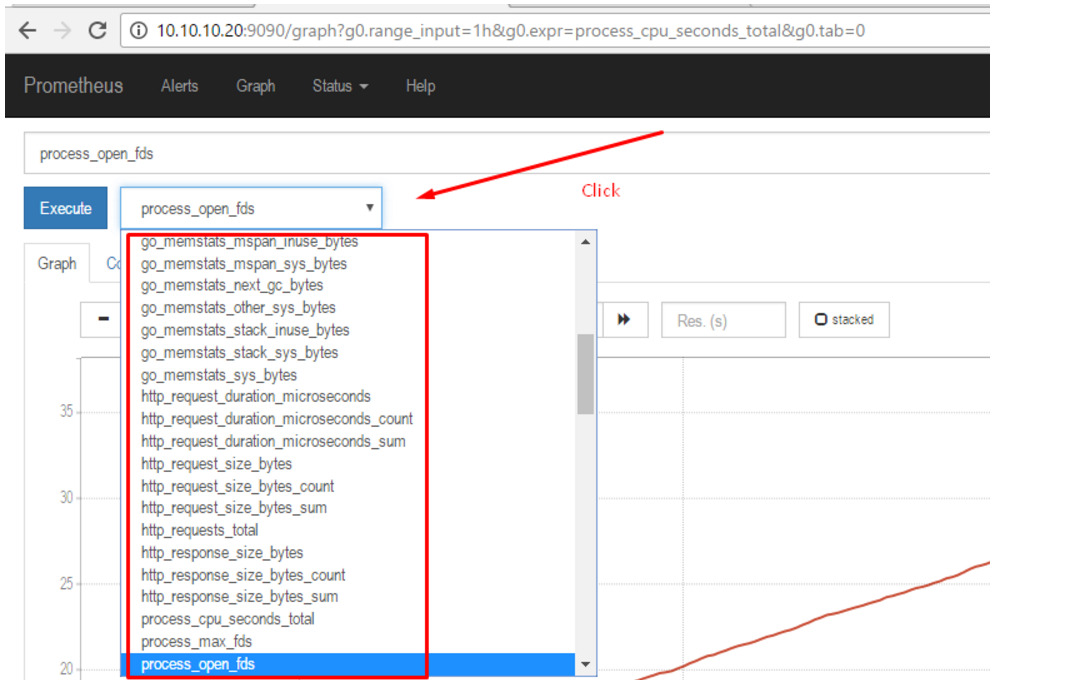 10.10.10.20:9090/graph?g0.range_input=1h&g0.expr=process_cpu_seconds_total&g0.tab=0
Prometheus Alerts Graph Status Help
process_open_fds
Click
Execute process_open_fds
Graph
go_memstats_mspan_inuse_bytes
go_memstats_mspan_sys_bytes
go_memstats_next_gc_bytes
go_memstats_other_sys_bytes
go_memstats_stack_inuse_bytes
go_memstats_stack_sys_bytes
go_memstats_sys_bytes
http_request_duration_microseconds
http_request_duration_microseconds_count
http_request_duration_microseconds_sum
http_request_size_bytes
http_request_size_bytes_count
http_request_size_bytes_sum
http_requests_total
http_response_size_bytes
http_response_size_bytes_count
http_response_size_bytes_sum
process_cpu_seconds_total
process_max_fds
process_open_fds
Res. (s) stacked
35
30
25
20